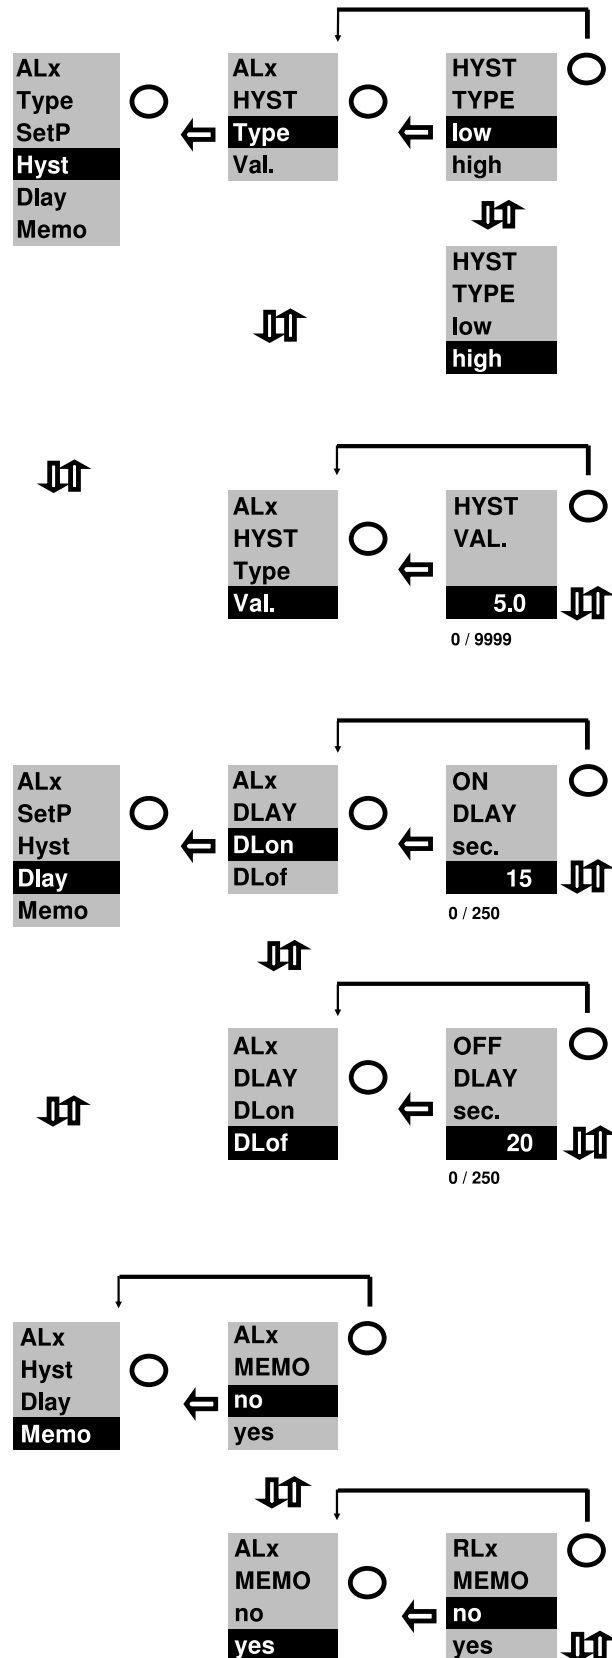 ALx
Type
SetP
Hyst
Dlay
Memo
ALx
HYST
Type
Val.
HYST
TYPE
low
high
HYST
TYPE
low
high
ALx
HYST
Type
Val.
HYST
VAL.
5.0
0 / 9999
ALx
SetP
Hyst
Dlay
Memo
ALx
DLAY
DLon
DLof
ON
DLAY
sec.
15
0 / 250
ALx
DLAY
DLon
DLof
OFF
DLAY
sec.
20
0 / 250
ALx
Hyst
Dlay
Memo
ALx
MEMO
no
yes
ALx
MEMO
no
yes
RLx
MEMO
no
yes